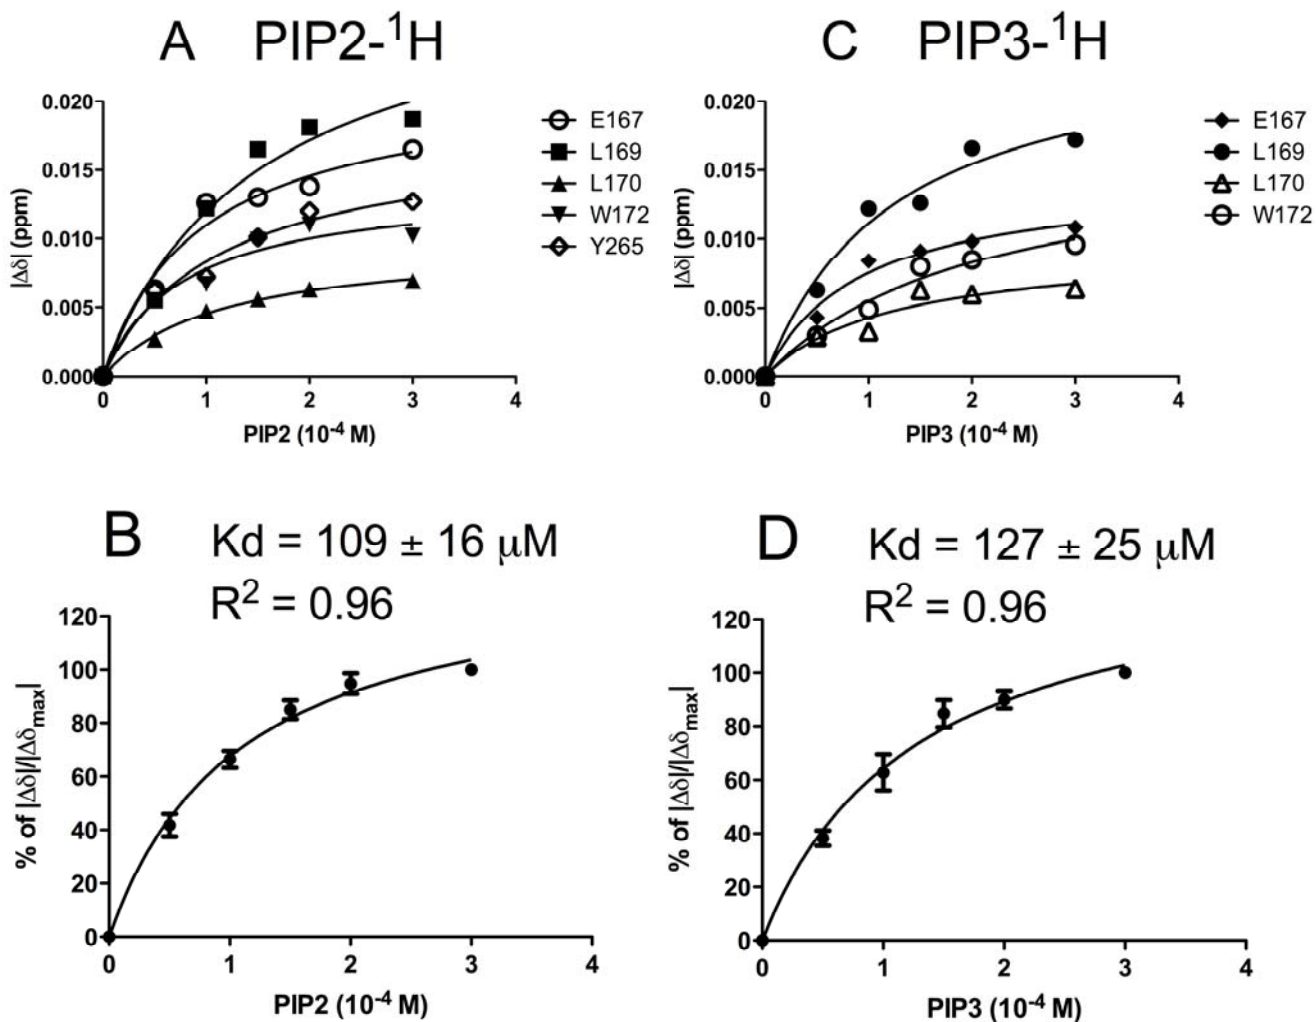 A PIP2-¹H
0.020
0.015
0.010
0.005
0.000
|Δδ| (ppm)
0 1 2 3 4
PIP2 (10⁻⁴ M)
E167
L169
L170
W172
Y265
C PIP3-¹H
0.020
0.015
0.010
0.005
0.000
|Δδ| (ppm)
0 1 2 3 4
PIP3 (10⁻⁴ M)
E167
L169
L170
W172
B Kd = 109 ± 16 μM
R² = 0.96
120
100
80
60
40
20
0
% of |Δδ|/|Δδmax|
0 1 2 3 4
PIP2 (10⁻⁴ M)
D Kd = 127 ± 25 μM
R² = 0.96
120
100
80
60
40
20
0
% of |Δδ|/|Δδmax|
0 1 2 3 4
PIP3 (10⁻⁴ M)